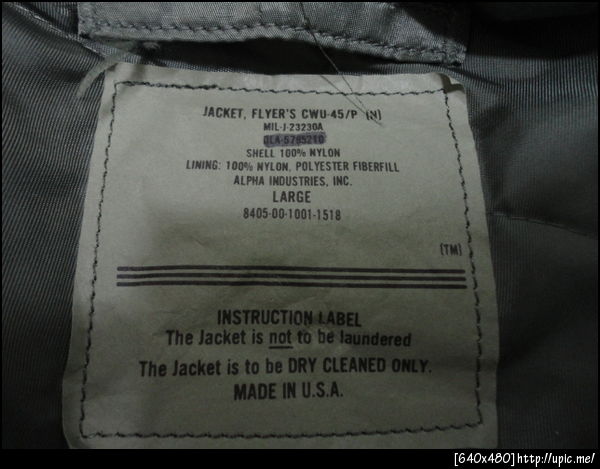 JACKET, FLYER'S CWU-45/P (N)
MIL-J-23230A
SHELL 100% NYLON
LINING: 100% NYLON, POLYESTER FIBERFILL
ALPHA INDUSTRIES, INC.
LARGE
8405-00-1001-1518
(TM)
INSTRUCTION LABEL
The Jacket is not to be laundered
The Jacket is to be DRY CLEANED ONLY.
MADE IN U.S.A.
[640x480]http://upic.me/